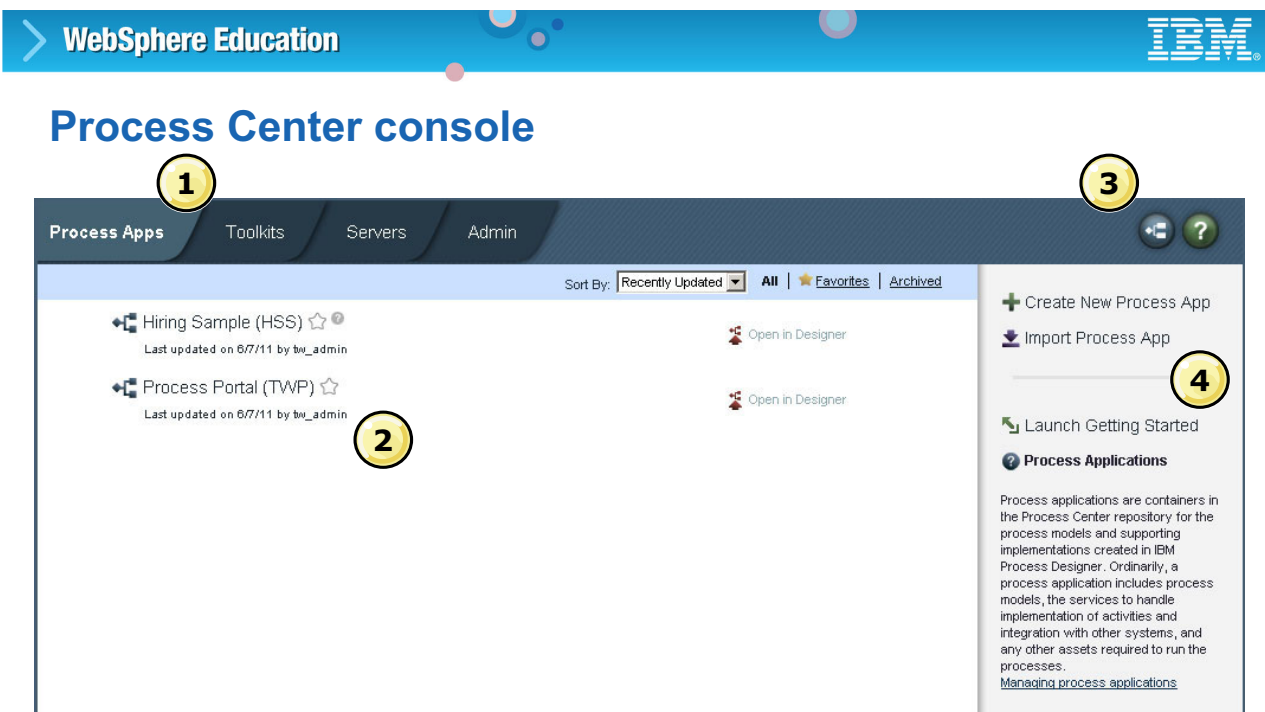 WebSphere Education
IBM®
Process Center console
1
3
Process Apps
Toolkits
Servers
Admin
?
Sort By: Recently Updated All | Favorites | Archived
Hiring Sample (HSS) ?
Last updated on 6/7/11 by tw_admin
Open in Designer
Process Portal (TWP)
Last updated on 6/7/11 by tw_admin
Open in Designer
2
Create New Process App
Import Process App
4
Launch Getting Started
? Process Applications
Process applications are containers in
the Process Center repository for the
process models and supporting
implementations created in IBM
Process Designer. Ordinarily, a
process application includes process
models, the services to handle
implementation of activities and
integration with other systems, and
any other assets required to run the
processes.
Managing process applications